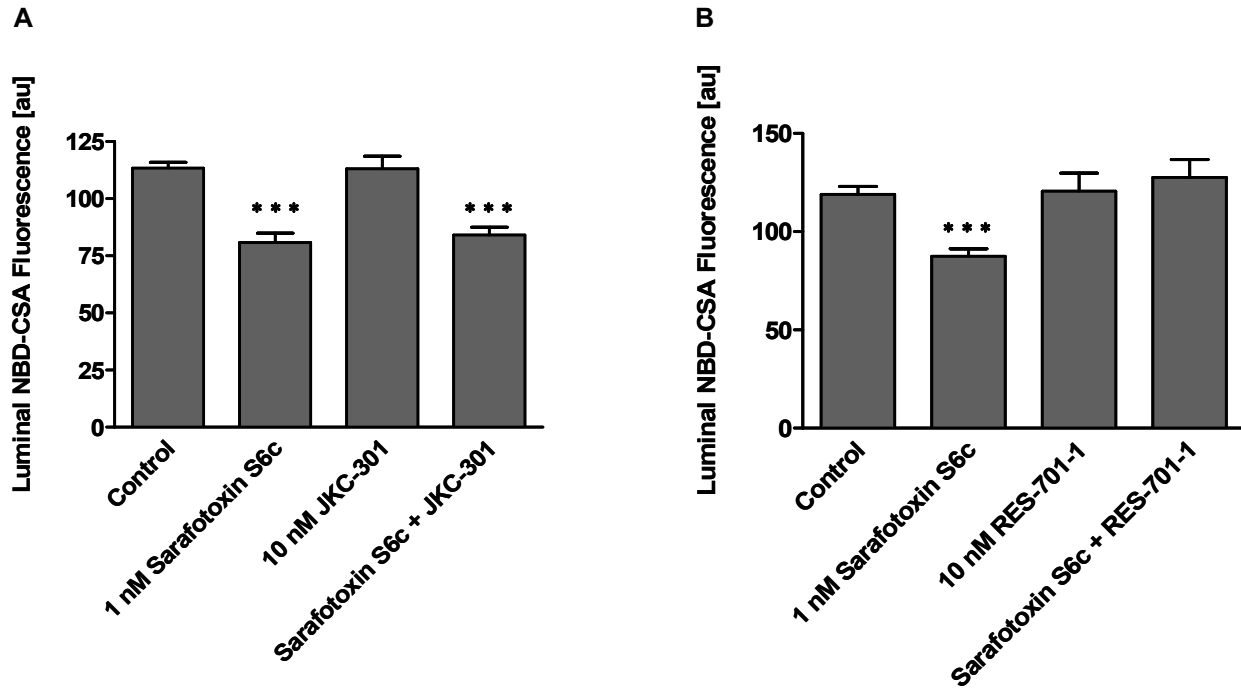 A
Luminal NBD-CSA Fluorescence [au]
125
100
75
50
25
0
***
***
Control
1 nM Sarafotoxin S6c
10 nM JKC-301
Sarafotoxin S6c + JKC-301
B
Luminal NBD-CSA Fluorescence [au]
150
100
50
0
***
Control
1 nM Sarafotoxin S6c
10 nM RES-701-1
Sarafotoxin S6c + RES-701-1